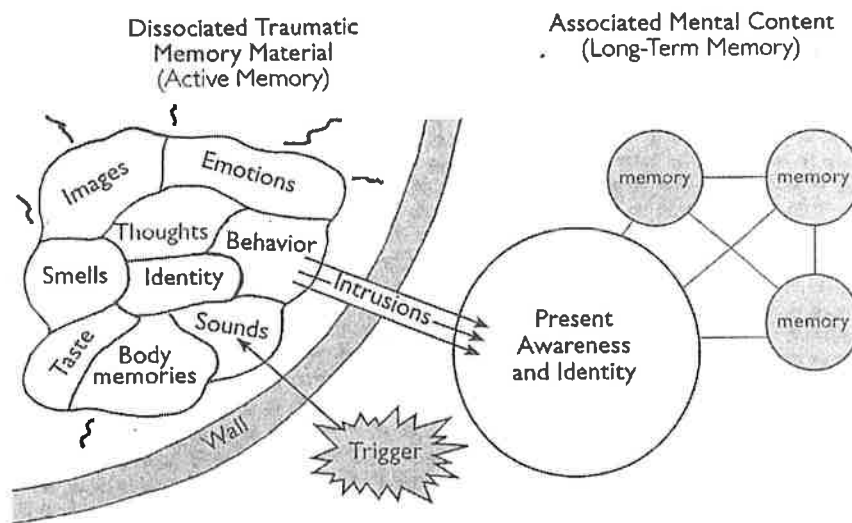 Dissociated Traumatic
Memory Material
(Active Memory)
Associated Mental Content
(Long-Term Memory)
Images
Emotions
Thoughts
Behavior
Smells
Identity
Sounds
Taste
Body
memories
Wall
Intrusions
Trigger
Present
Awareness
and Identity
memory
memory
memory